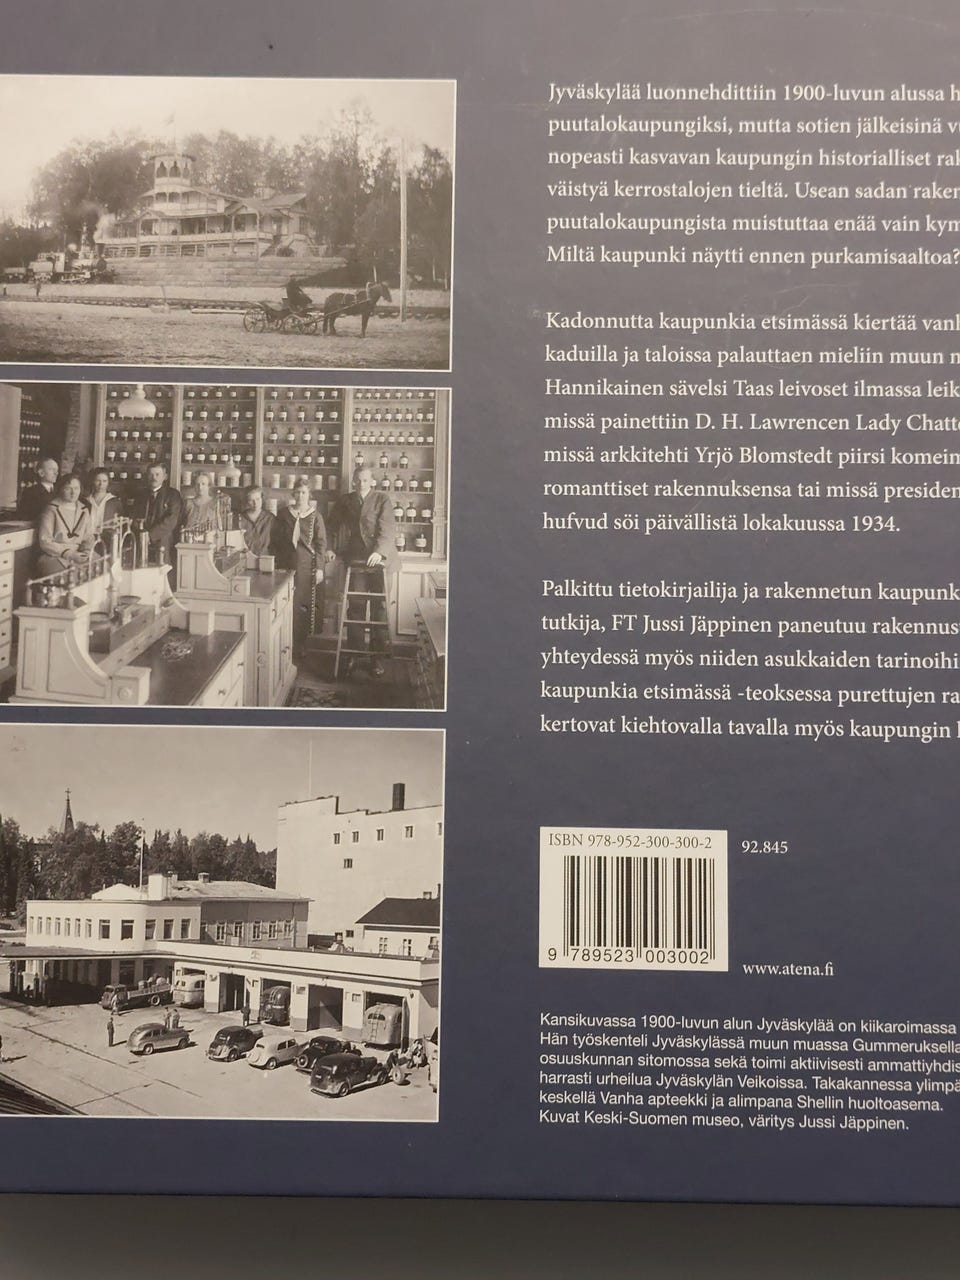 Jyväskylää luonnehdittiin 1900-luvun alussa
puutalokaupungiksi, mutta sotien jälkeisinä
nopeasti kasvavan kaupungin historialliset
väistyä kerrostalojen tieltä. Usean sadan
puutalokaupungista muistuttaa enää vain
Miltä kaupunki näytti ennen purkamisaaltoa?
Kadonnutta kaupunkia etsimässä kiertää
kaduilla ja taloissa palauttaen mieliin muun
Hannikainen sävelsi Taas leivoset ilmassa
missä painettiin D. H. Lawrencen Lady
missä arkkitehti Yrjö Blomstedt piirsi
romanttiset rakennuksensa tai missä
hufvud söi päivällistä lokakuussa 1934.
Palkittu tietokirjailija ja rakennetun
tutkija, FT Jussi Jäppinen paneutuu
yhteydessä myös niiden asukkaiden
kaupunkia etsimässä -teoksessa purettujen
kertovat kiehtovalla tavalla myös kaupungin
ISBN 978-952-300-300-2
92.845
9 789523 003002
www.atena.fi
Kansikuvassa 1900-luvun alun Jyväskylää on kiikaroimassa
Hän työskenteli Jyväskylässä muun muassa Gummeruksella
osuuskunnan sitomossa sekä toimi aktiivisesti
harrasti urheilua Jyväskylän Veikoissa. Takakannessa
keskellä Vanha apteekki ja alimpana Shellin huoltoasema.
Kuvat Keski-Suomen museo, väritys Jussi Jäppinen.